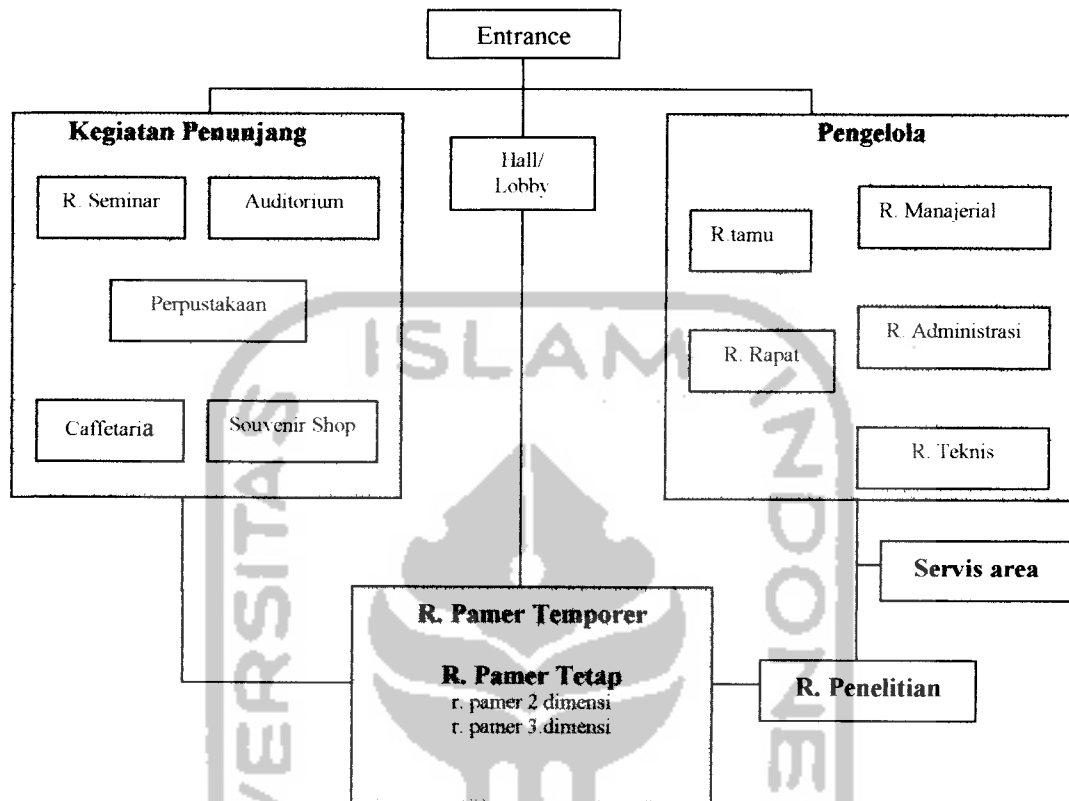 Entrance
Kegiatan Penunjang
R. Seminar
Auditorium
Perpustakaan
Caffetaria
Souvenir Shop
Hall/
Lobby
Pengelola
R.tamu
R. Manajerial
R. Rapat
R. Administrasi
R. Teknis
Servis area
R. Penelitian
R. Pamer Temporer
R. Pamer Tetap
r. pamer 2 dimensi
r. pamer 3.dimensi
ISLAM